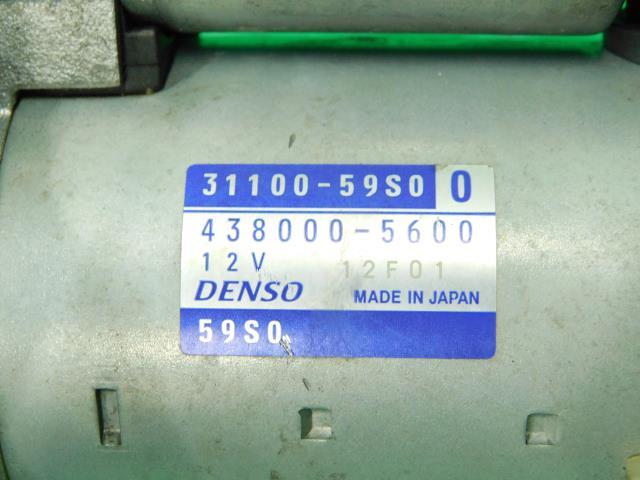 31100-59S0 0
438000-5600
12V 12F01
DENSO MADE IN JAPAN
59S0